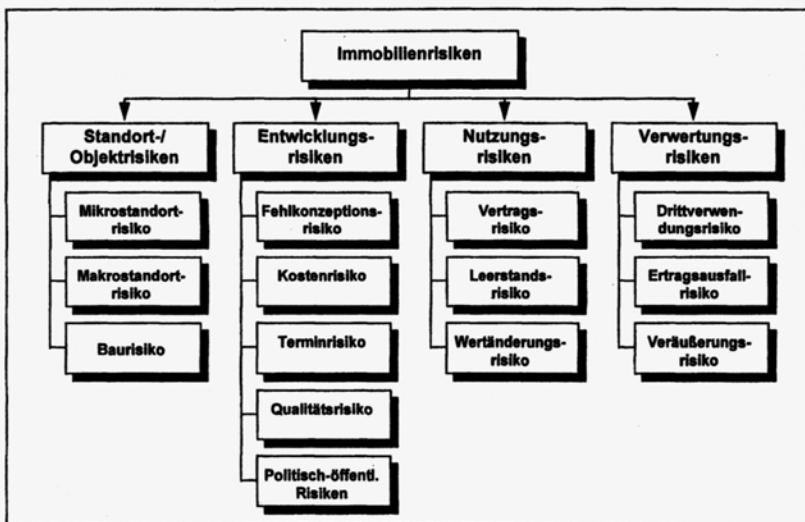 Immobilienrisiken
Standort-/
Objektrisiken
Entwicklungs-
risiken
Nutzungs-
risiken
Verwertungs-
risiken
Mikrostandort-
risiko
Fehlkonzeptions-
risiko
Vertrags-
risiko
Drittverwen-
dungsrisiko
Makrostandort-
risiko
Kostenrisiko
Leerstands-
risiko
Ertragsausfall-
risiko
Baurisiko
Terminrisiko
Wertänderungs-
risiko
Veräußerungs-
risiko
Qualitätsrisiko
Politisch-öffentl.
Risiken